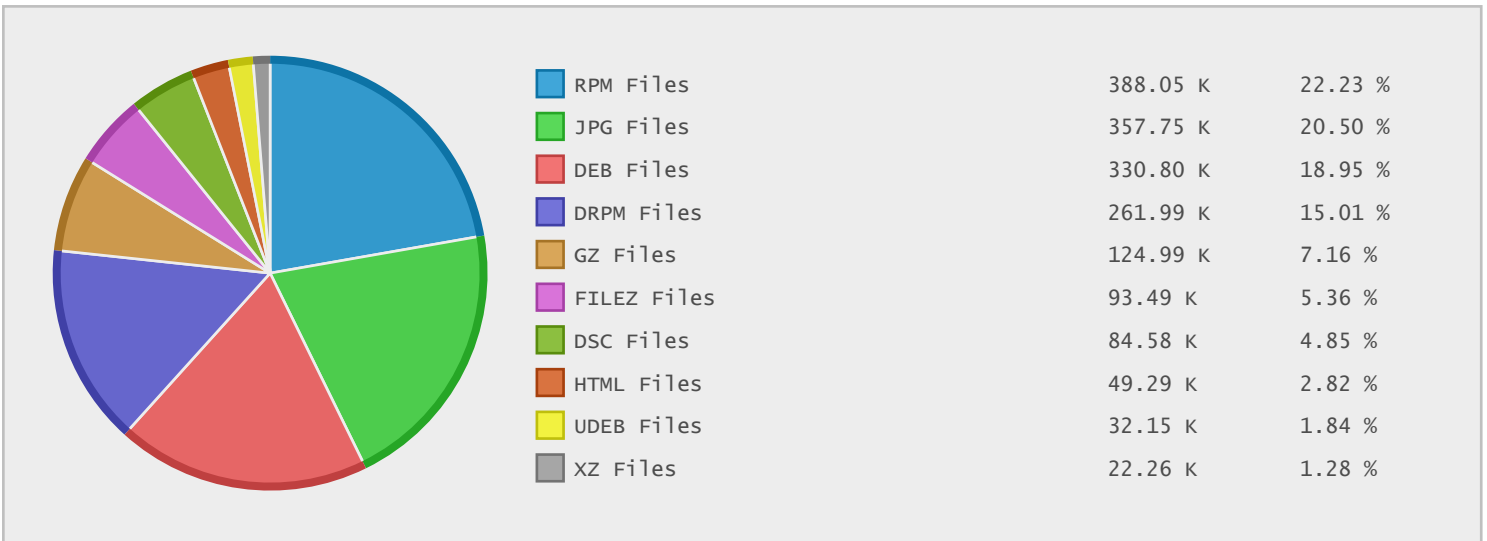 RPM Files 388.05 K 22.23 %
JPG Files 357.75 K 20.50 %
DEB Files 330.80 K 18.95 %
DRPM Files 261.99 K 15.01 %
GZ Files 124.99 K 7.16 %
FILEZ Files 93.49 K 5.36 %
DSC Files 84.58 K 4.85 %
HTML Files 49.29 K 2.82 %
UDEB Files 32.15 K 1.84 %
XZ Files 22.26 K 1.28 %